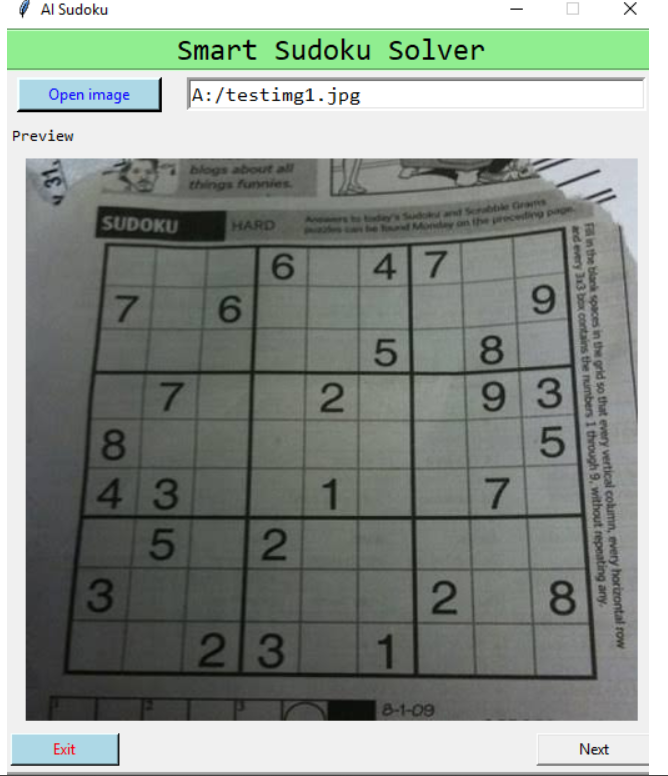 AI Sudoku
Smart Sudoku Solver
Open image
A:/testimg1.jpg
Preview
31,
blogs about all
things funnies.
SUDOKU HARD
Answers to today's Sudoku and Scrabble Grams
puzzles can be found Monday on the preceding page.
Fill in the blank spaces in the grid so that every vertical column, every horizontal row
and every 3x3 box contains the numbers 1 through 9, without repeating any.
6 4 7
7 6 9
5 8
7 2 9 3
8 5
4 3 1 7
5 2
3 2 8
2 3 1
1 2 3
8-1-09
Exit
Next